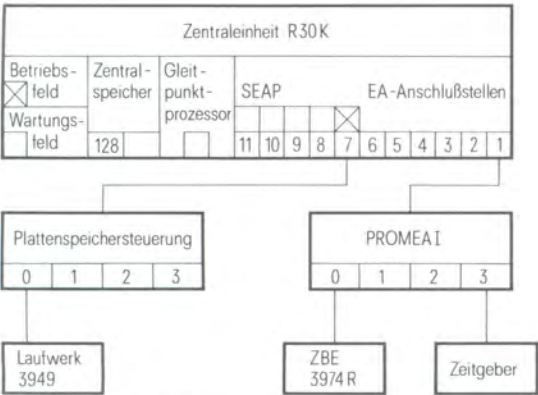 Zentraleinheit R30K
Betriebs-
feld
Wartungs-
feld
Zentral-
speicher
128
Gleit-
punkt-
prozessor
SEAP EA-Anschlußstellen
11 10 9 8 7 6 5 4 3 2 1
Plattenspeichersteuerung
0 1 2 3
PROMEA I
0 1 2 3
Laufwerk
3949
ZBE
3974 R
Zeitgeber